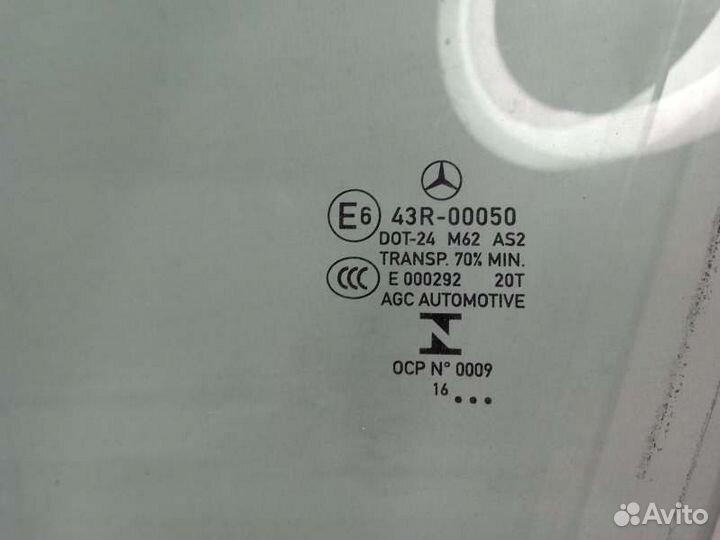 E6 43R-00050
DOT-24 M62 AS2
TRANSP. 70% MIN.
CCC E 000292 20T
AGC AUTOMOTIVE
N
OCP N° 0009
16 ...
Avito